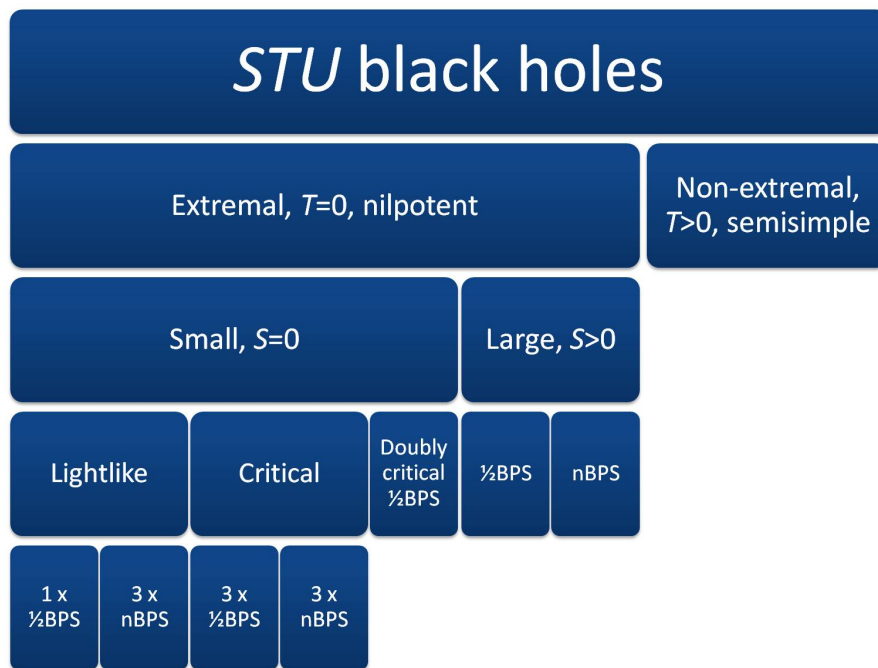 STU black holes
Extremal, T=0, nilpotent
Non-extremal,
T>0, semisimple
Small, S=0
Large, S>0
Lightlike
Critical
Doubly
critical
½BPS
½BPS
nBPS
1 x
½BPS
3 x
nBPS
3 x
½BPS
3 x
nBPS